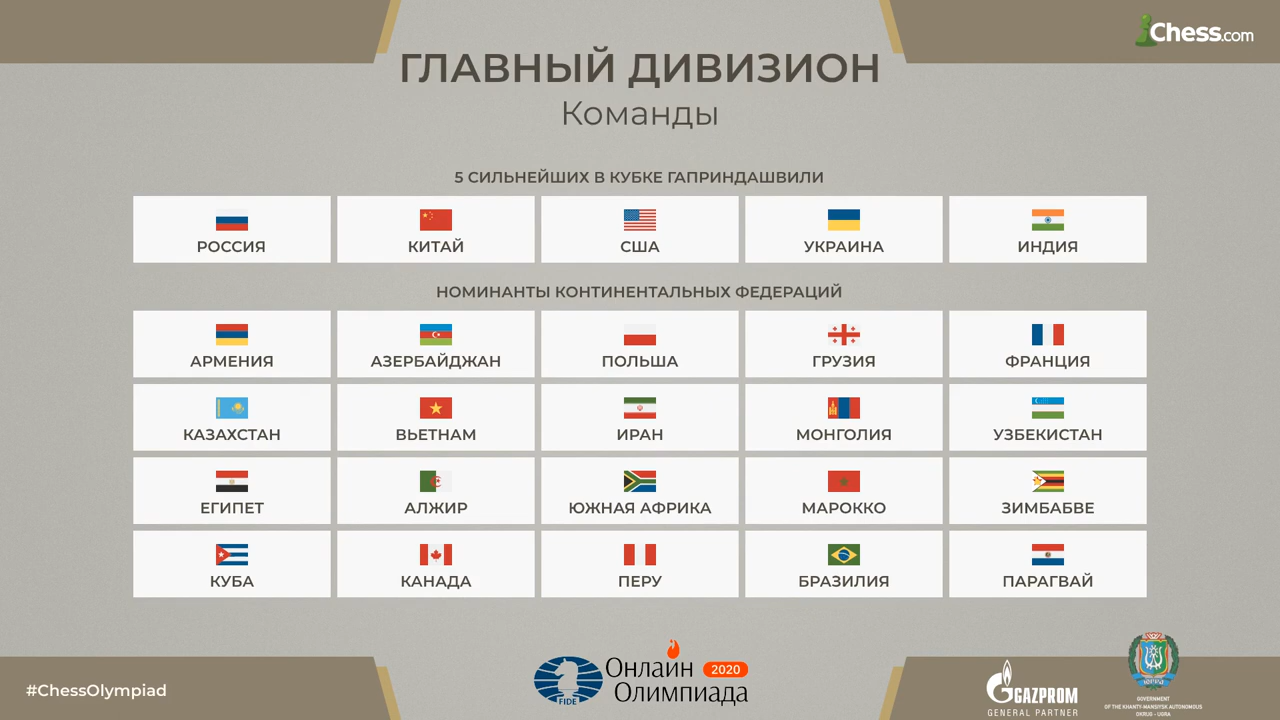 Chess.com
ГЛАВНЫЙ ДИВИЗИОН
Команды
5 СИЛЬНЕЙШИХ В КУБКЕ ГАПРИНДАШВИЛИ
РОССИЯ
КИТАЙ
США
УКРАИНА
ИНДИЯ
НОМИНАНТЫ КОНТИНЕНТАЛЬНЫХ ФЕДЕРАЦИЙ
АРМЕНИЯ
АЗЕРБАЙДЖАН
ПОЛЬША
ГРУЗИЯ
ФРАНЦИЯ
КАЗАХСТАН
ВЬЕТНАМ
ИРАН
МОНГОЛИЯ
УЗБЕКИСТАН
ЕГИПЕТ
АЛЖИР
ЮЖНАЯ АФРИКА
МАРОККО
ЗИМБАБВЕ
КУБА
КАНАДА
ПЕРУ
БРАЗИЛИЯ
ПАРАГВАЙ
#ChessOlympiad
FIDE
Онлайн 2020
Олимпиада
GAZPROM
GENERAL PARTNER
GOVERNMENT
OF THE KHANTY-MANSIYSK AUTONOMOUS
OKRUG - UGRA